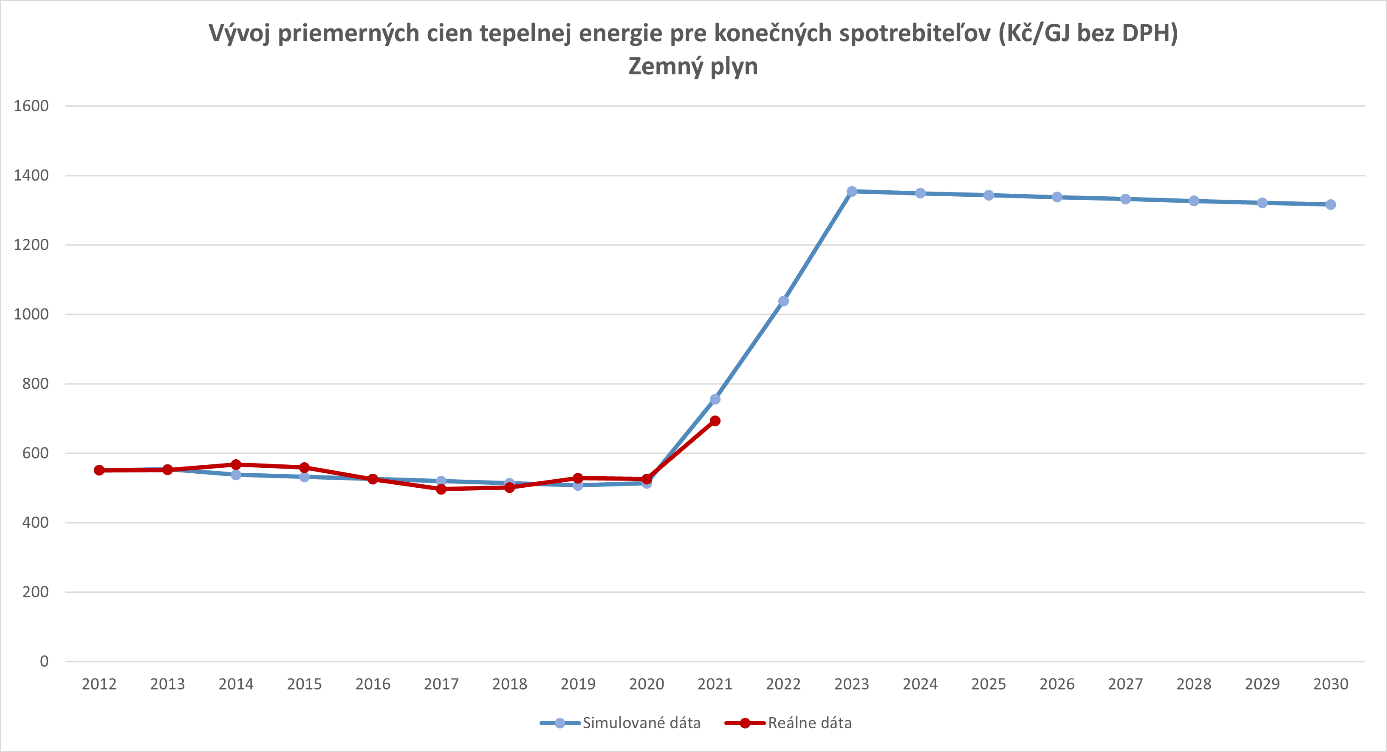 Vývoj priemerných cien tepelnej energie pre konečných spotrebiteľov (Kč/GJ bez DPH)
Zemný plyn
1600
1400
1200
1000
800
600
400
200
0
2012 2013 2014 2015 2016 2017 2018 2019 2020 2021 2022 2023 2024 2025 2026 2027 2028 2029 2030
Simulované dáta Reálne dáta